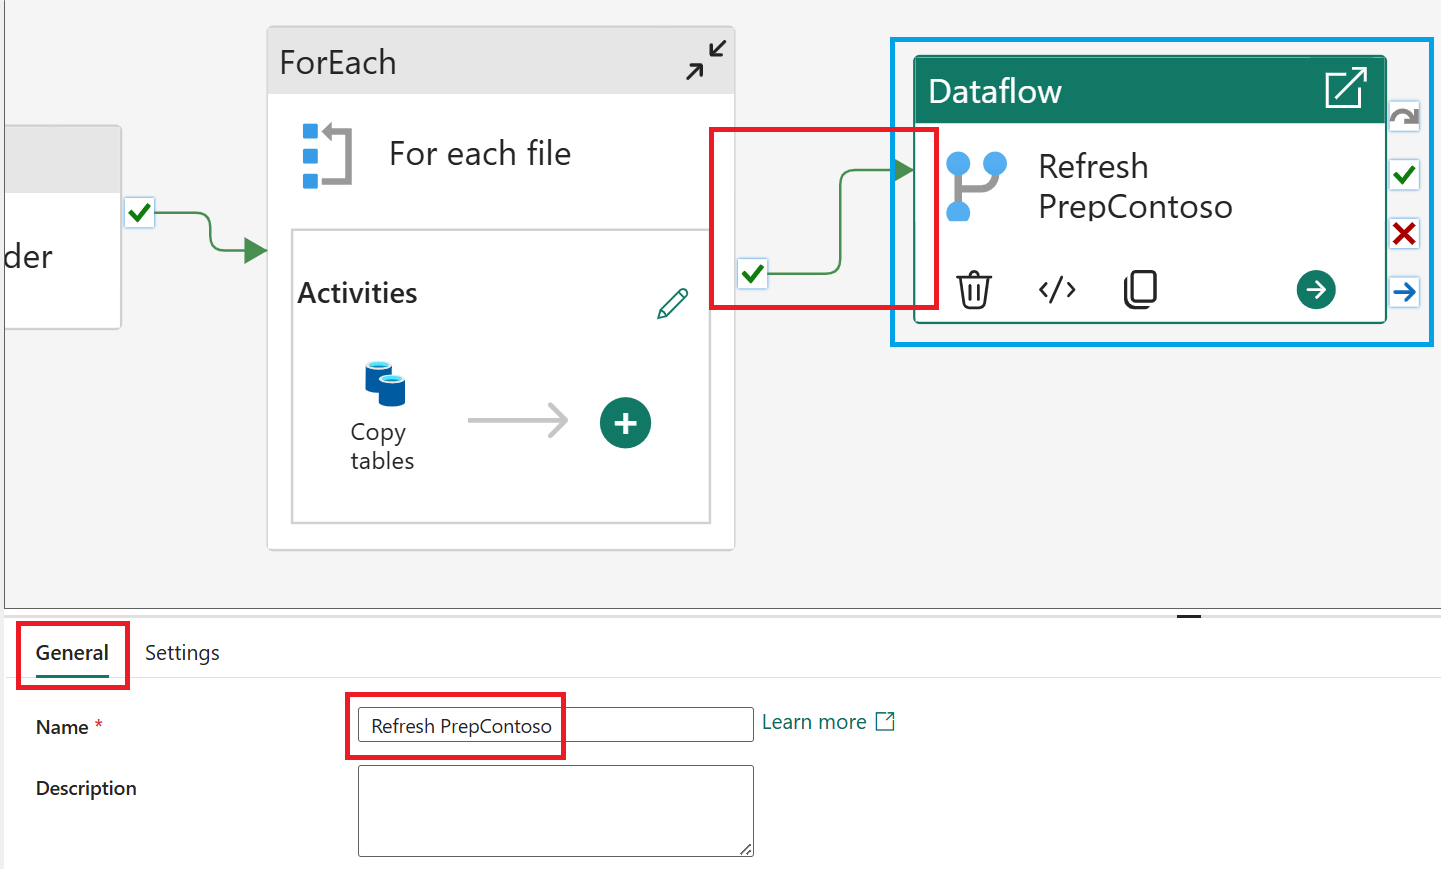 der
ForEach
For each file
Activities
Copy
tables
Dataflow
Refresh
PrepContoso
General
Settings
Name *
Refresh PrepContoso
Learn more
Description